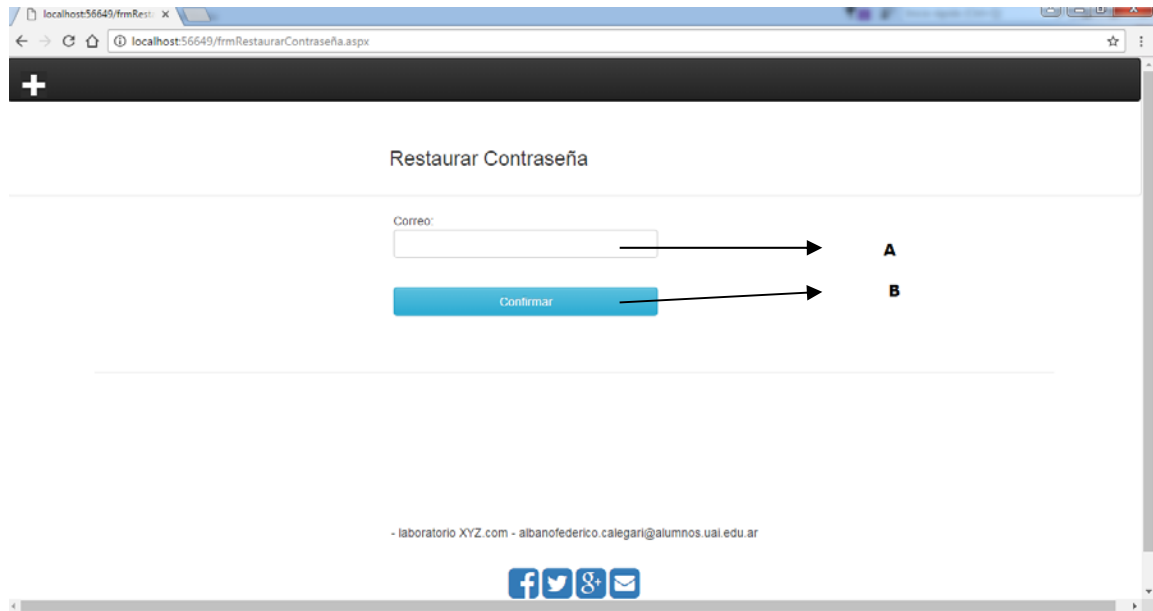 localhost:56649/frmRest
localhost:56649/frmRestaurarContraseña.aspx
Restaurar Contraseña
Correo:
A
Confirmar
B
- laboratorio XYZ.com - albanofederico.calegari@alumnos.uai.edu.ar